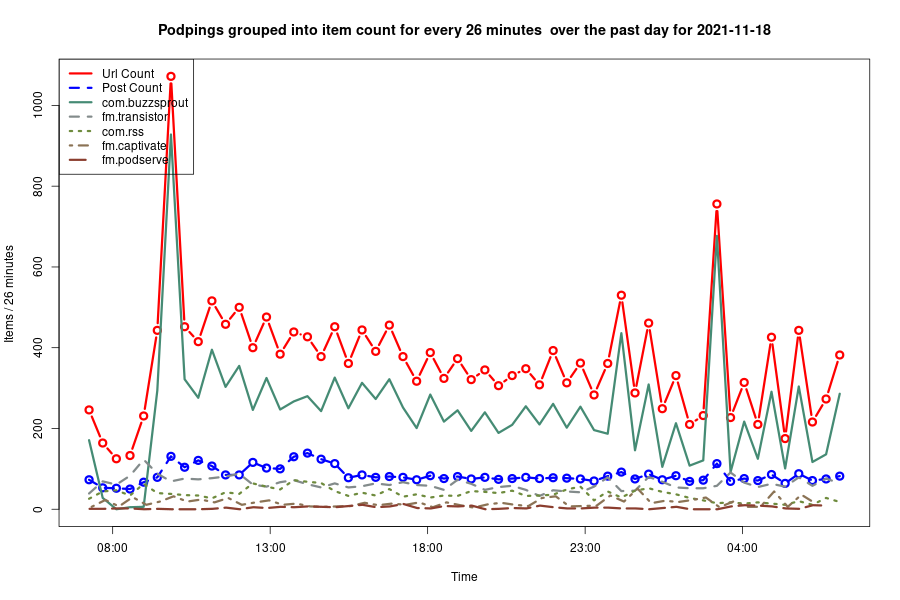 Podpings grouped into item count for every 26 minutes  over the past day for 2021-11-18
Url Count
Post Count
com.buzzsprout
fm.transistor
com.rss
fm.captivate
fm.podserve
Items / 26 minutes
1000
800
600
400
200
0
08:00 13:00 18:00 23:00 04:00
Time